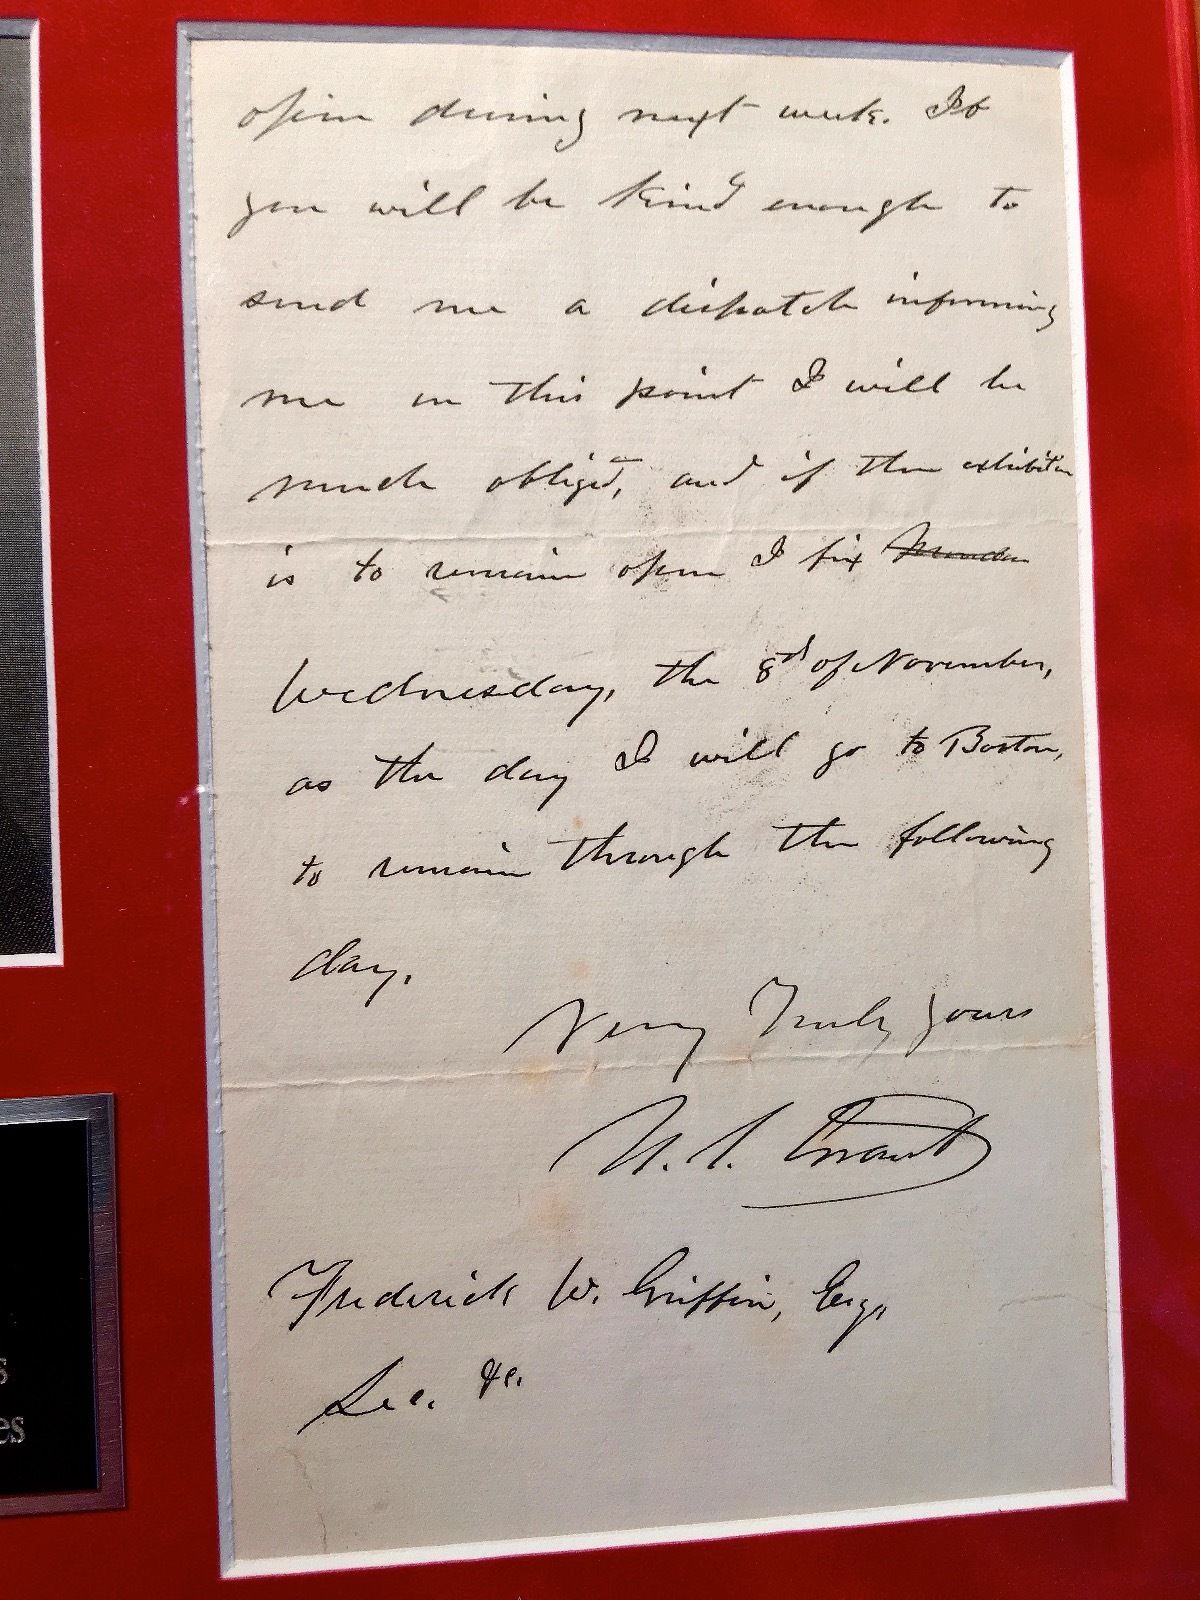 open during next week. If
you will be kind enough to
send me a dispatch informing
me on this point I will be
much obliged, and if the exhibition
is to remain open I fix Monday
Wednesday, the 8th of November,
as the day I will go to Boston,
to remain through the following
day.
Very Truly yours
U. S. Grant
Frederick W. Griffin, Esq,
Sec. &c.
s
es